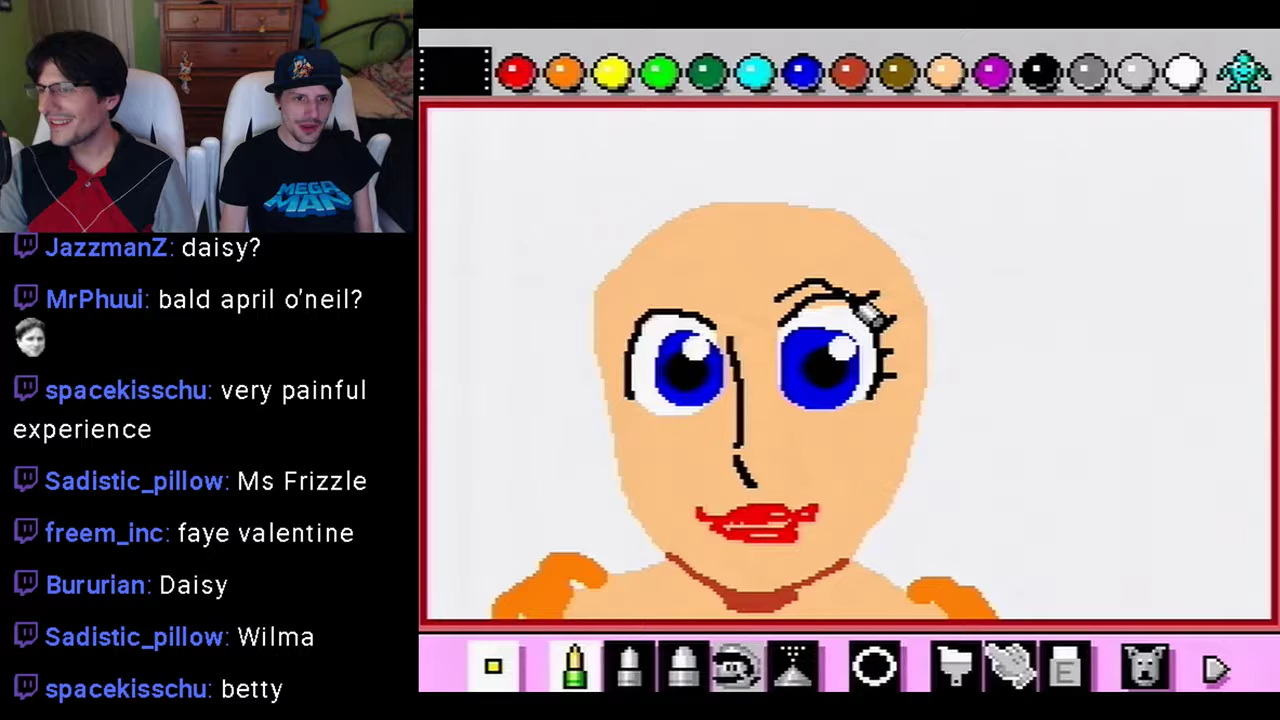 MEGA
MAN
JazzmanZ: daisy?
MrPhuui: bald april o'neil?
spacekisschu: very painful
experience
Sadistic_pillow: Ms Frizzle
freem_inc: faye valentine
Bururian: Daisy
Sadistic_pillow: Wilma
spacekisschu: betty
E